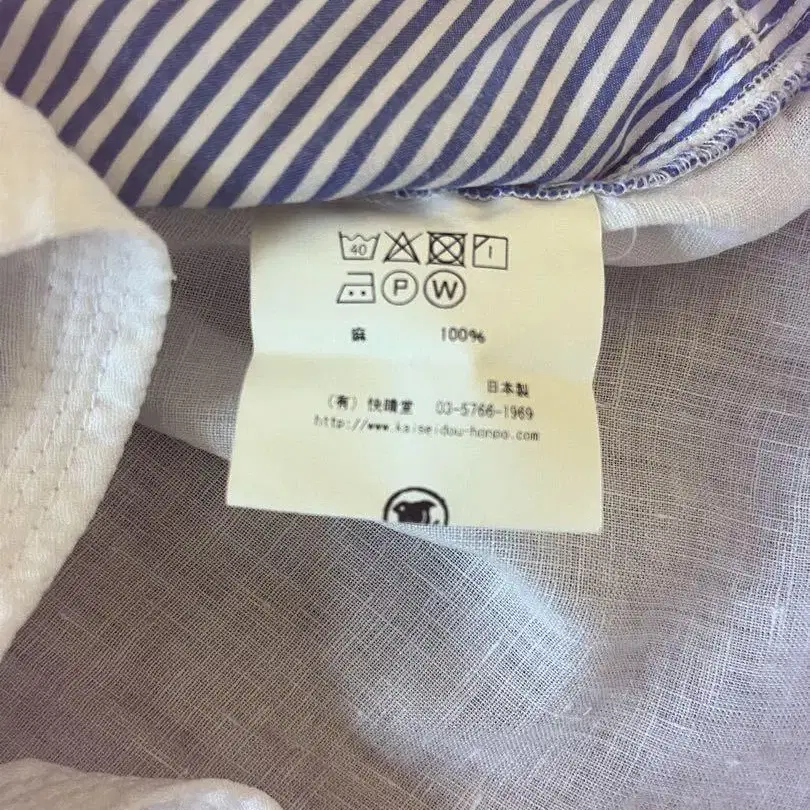 40
P W
麻 100%
日本製
(有) 快晴堂 03-5766-1969
http://www.kaiseidou-honpo.com